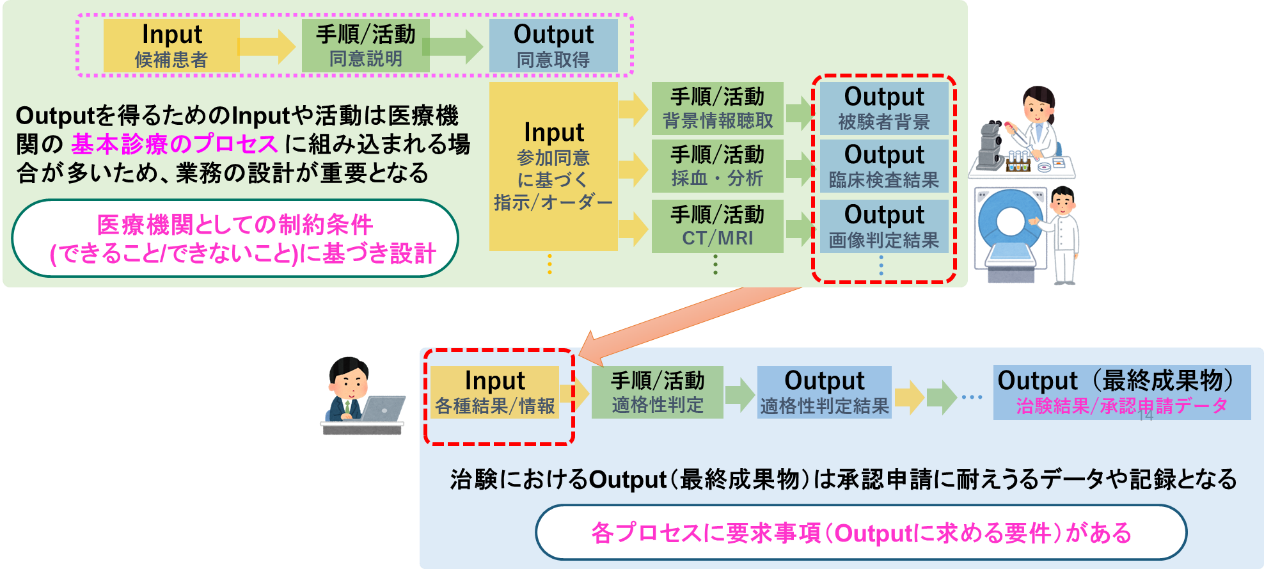 Input
候補患者
手順/活動
同意説明
Output
同意取得
Outputを得るためのInputや活動は医療機
関の 基本診療のプロセス に組み込まれる場
合が多いため、業務の設計が重要となる
医療機関としての制約条件
(できること/できないこと)に基づき設計
Input
参加同意
に基づく
指示/オーダー
手順/活動
背景情報聴取
Output
被験者背景
手順/活動
採血・分析
Output
臨床検査結果
手順/活動
CT/MRI
Output
画像判定結果
Input
各種結果/情報
手順/活動
適格性判定
Output
適格性判定結果
…
Output（最終成果物）
治験結果/承認申請データ
14
治験におけるOutput（最終成果物）は承認申請に耐えうるデータや記録となる
各プロセスに要求事項（Outputに求める要件）がある